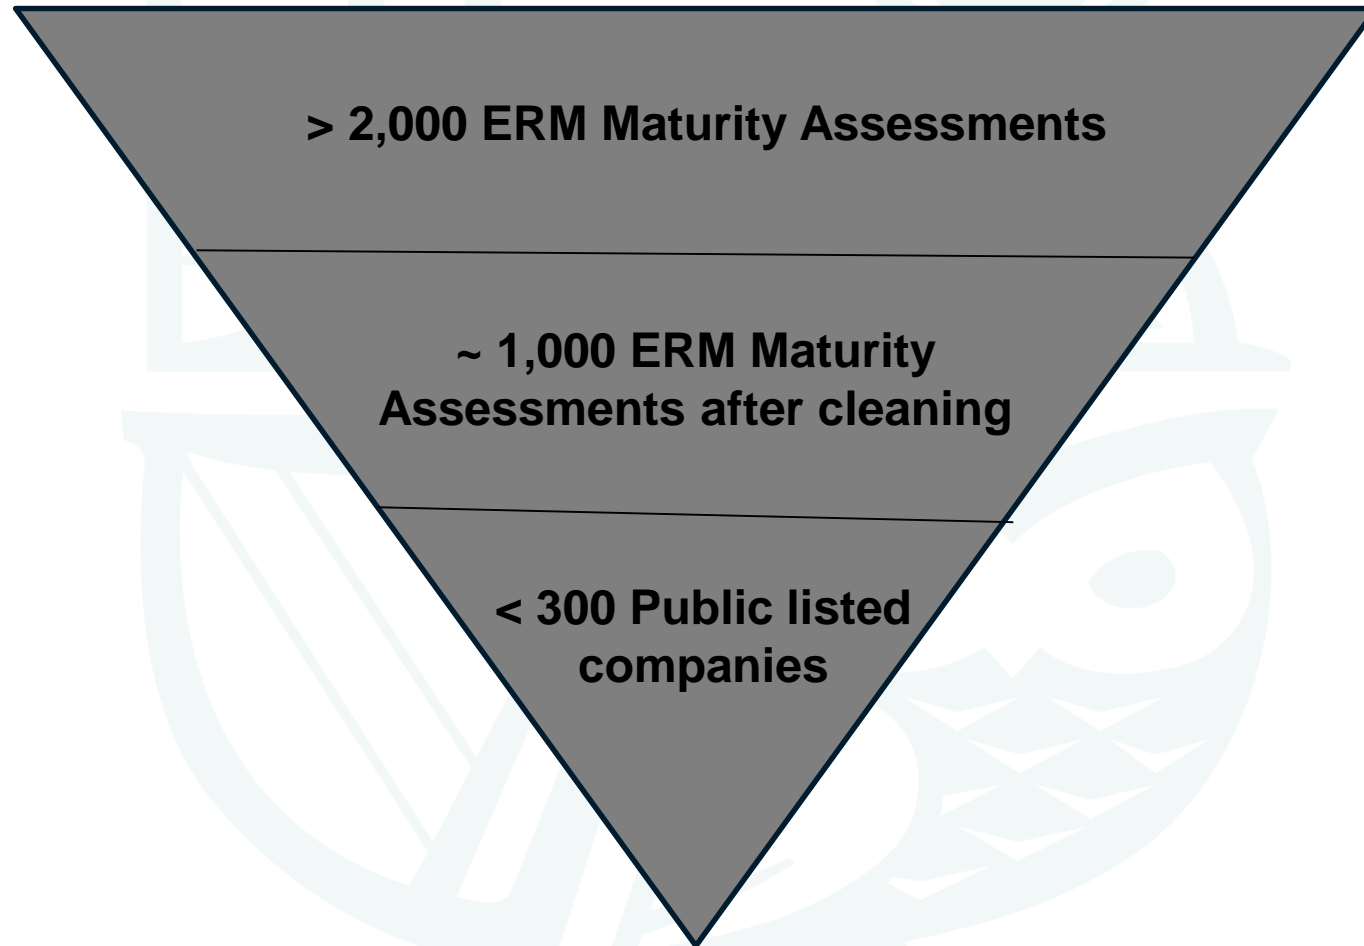 > 2,000 ERM Maturity Assessments
~ 1,000 ERM Maturity
Assessments after cleaning
< 300 Public listed
companies